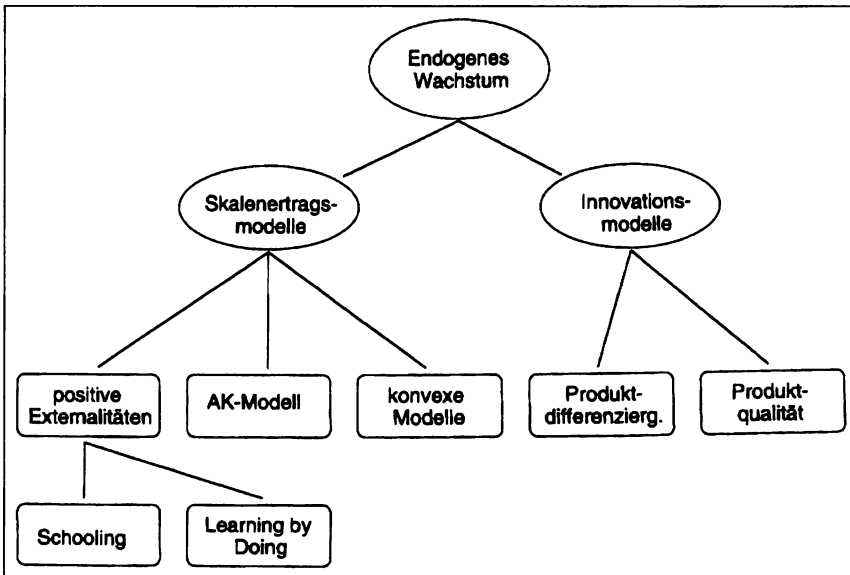 Endogenes
Wachstum
Skalenertrags-
modelle
Innovations-
modelle
positive
Externalitäten
AK-Modell
konvexe
Modelle
Produkt-
differenzierg.
Produkt-
qualität
Schooling
Learning by
Doing